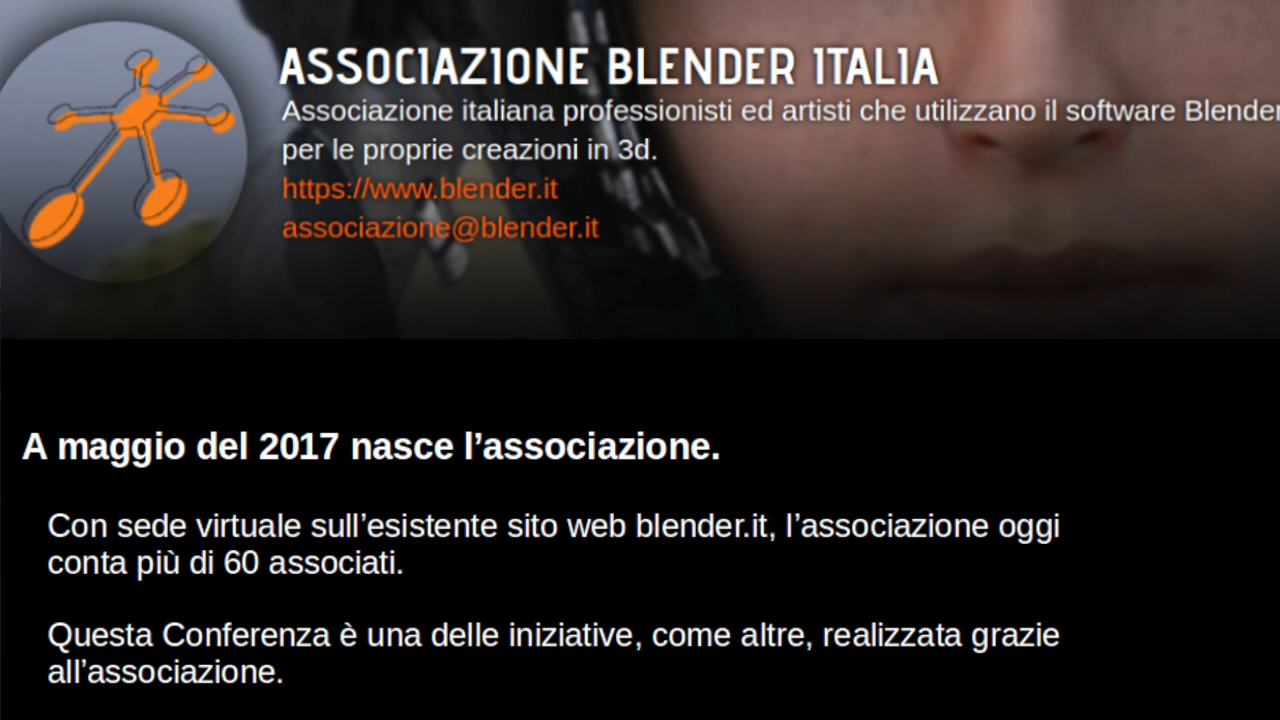 ASSOCIAZIONE BLENDER ITALIA
Associazione italiana professionisti ed artisti che utilizzano il software Blender
per le proprie creazioni in 3d.
https://www.blender.it
associazione@blender.it
A maggio del 2017 nasce l’associazione.
Con sede virtuale sull’esistente sito web blender.it, l’associazione oggi
conta più di 60 associati.
Questa Conferenza è una delle iniziative, come altre, realizzata grazie
all’associazione.